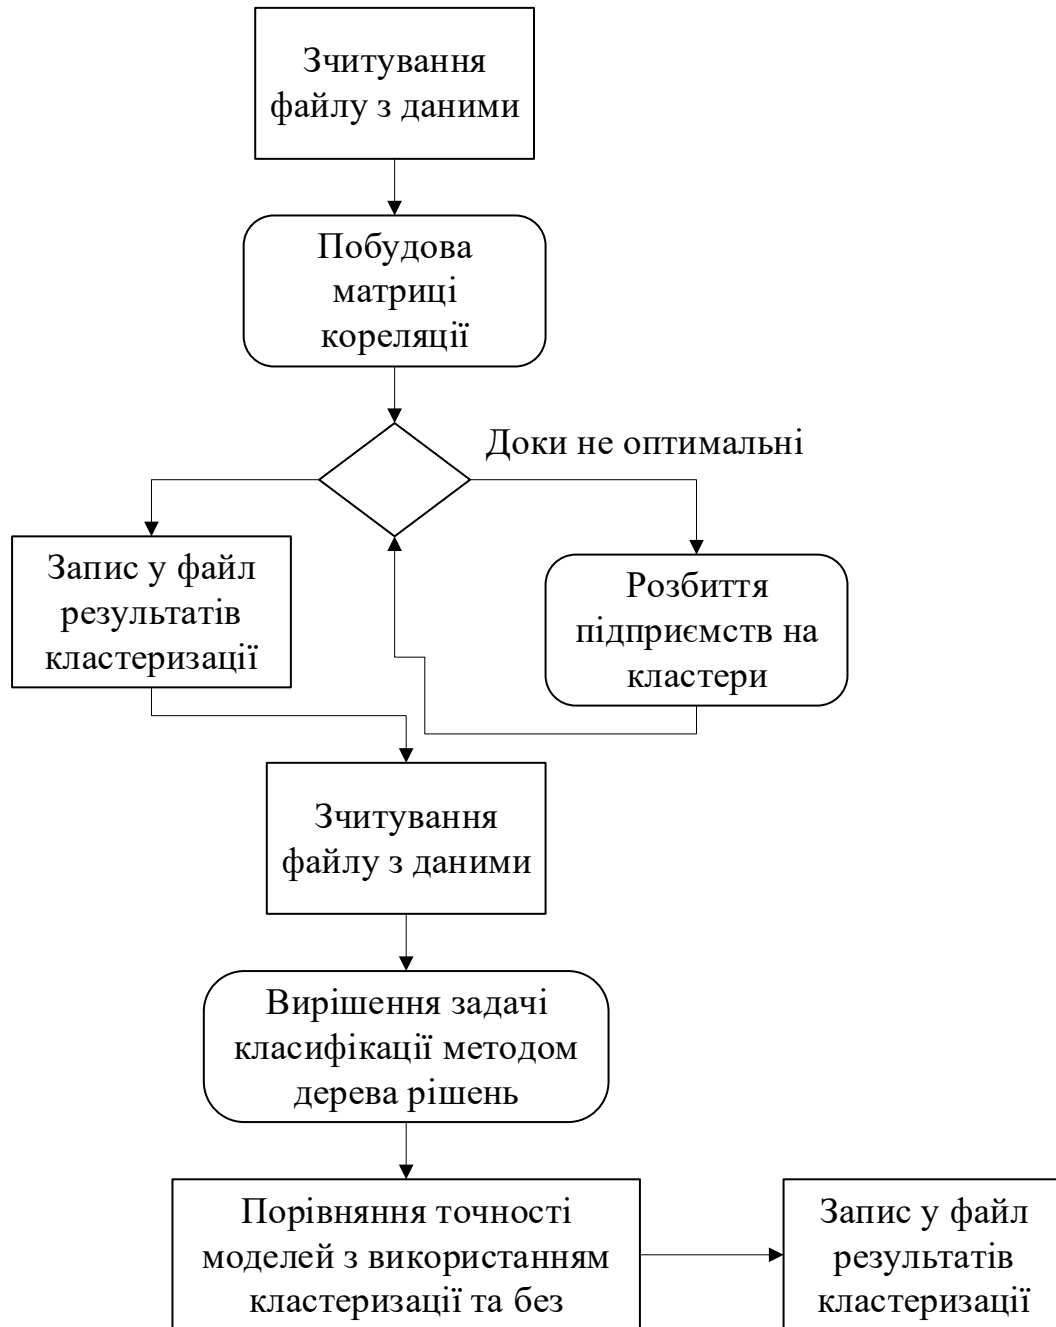 Зчитування
файлу з даними
Побудова
матриці
кореляції
Доки не оптимальні
Запис у файл
результатів
кластеризації
Розбиття
підприємств на
кластери
Зчитування
файлу з даними
Вирішення задачі
класифікації методом
дерева рішень
Порівняння точності
моделей з використанням
кластеризації та без
Запис у файл
результатів
кластеризації